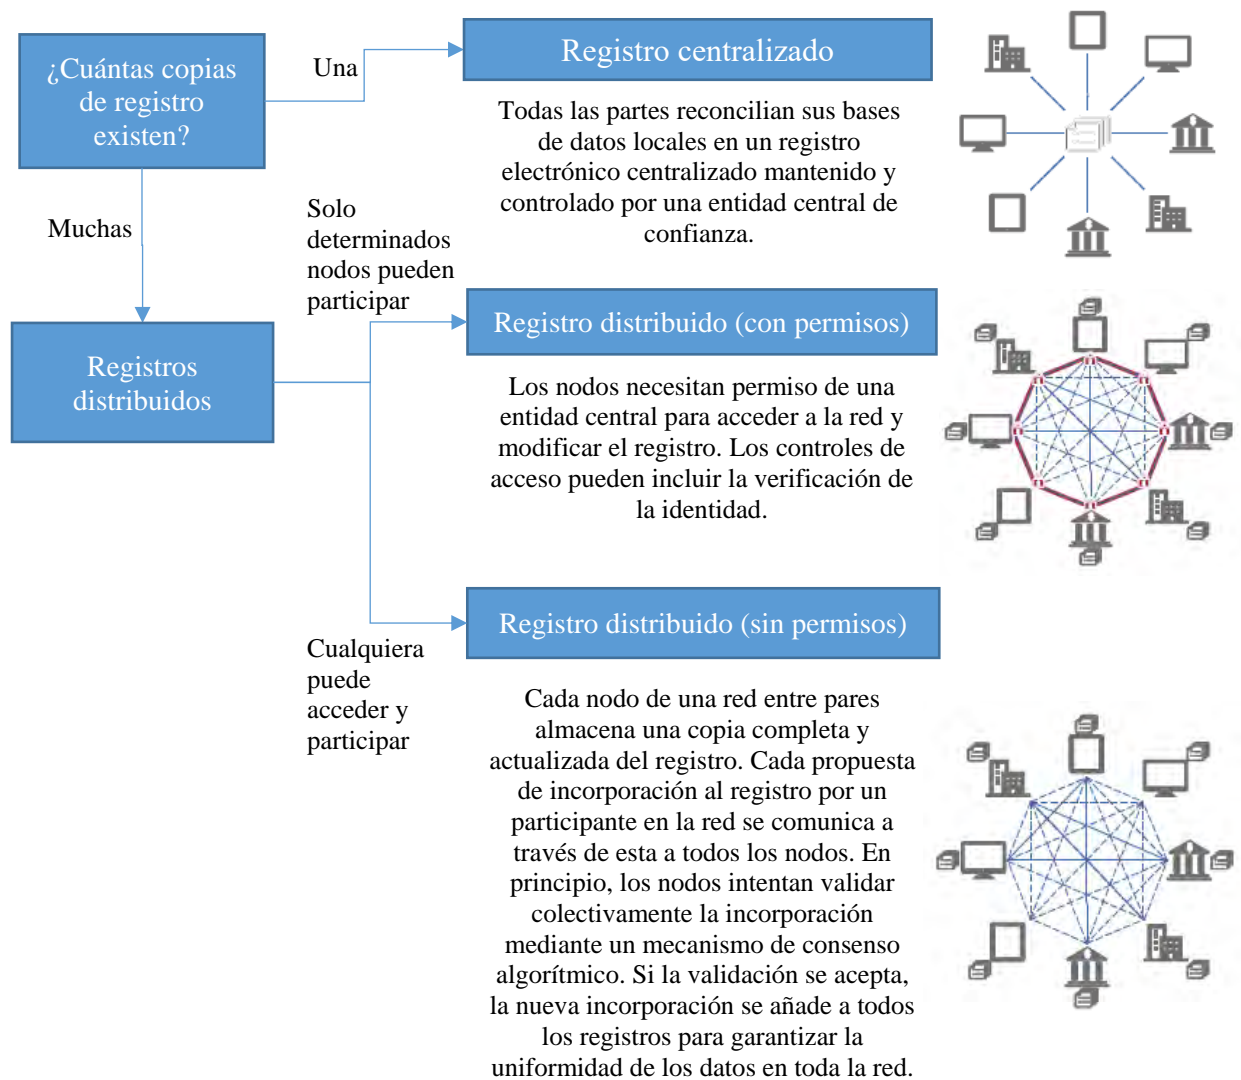 ¿Cuántas copias
de registro
existen?
Una
Registro centralizado
Todas las partes reconcilian sus bases
de datos locales en un registro
electrónico centralizado mantenido y
controlado por una entidad central de
confianza.
Muchas
Solo
determinados
nodos pueden
participar
Registros
distribuidos
Registro distribuido (con permisos)
Los nodos necesitan permiso de una
entidad central para acceder a la red y
modificar el registro. Los controles de
acceso pueden incluir la verificación de
la identidad.
Cualquiera
puede
acceder y
participar
Registro distribuido (sin permisos)
Cada nodo de una red entre pares
almacena una copia completa y
actualizada del registro. Cada propuesta
de incorporación al registro por un
participante en la red se comunica a
través de esta a todos los nodos. En
principio, los nodos intentan validar
colectivamente la incorporación
mediante un mecanismo de consenso
algorítmico. Si la validación se acepta,
la nueva incorporación se añade a todos
los registros para garantizar la
uniformidad de los datos en toda la red.